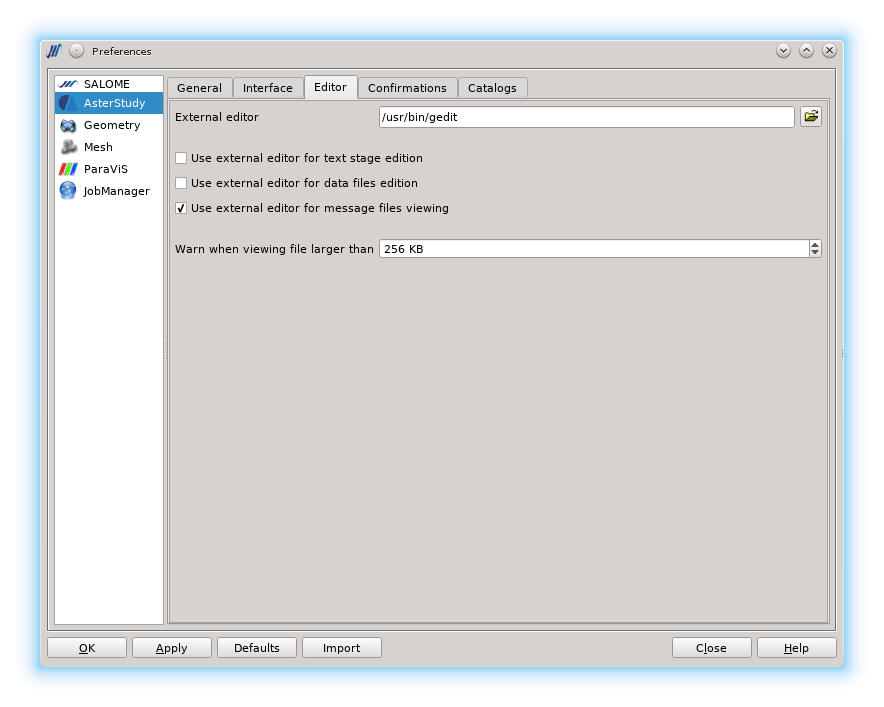 Preferences
SALOME
AsterStudy
Geometry
Mesh
ParaViS
JobManager
General Interface Editor Confirmations Catalogs
External editor /usr/bin/gedit
Use external editor for text stage edition
Use external editor for data files edition
Use external editor for message files viewing
Warn when viewing file larger than 256 KB
OK Apply Defaults Import Close Help